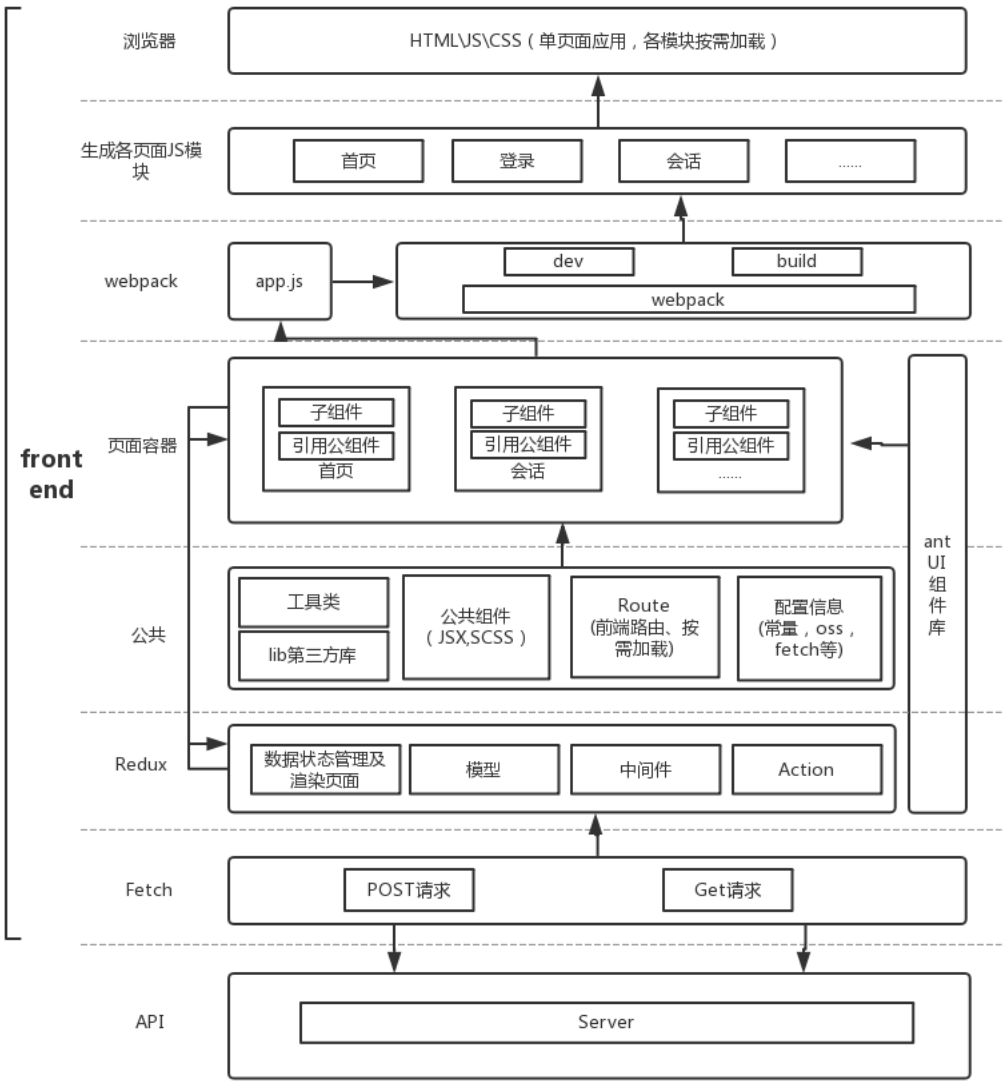 浏览器
HTML\JS\CSS（单页面应用，各模块按需加载）
生成各页面JS模
块
首页
登录
会话
......
webpack
app.js
dev
build
webpack
front
end
页面容器
子组件
引用公组件
首页
子组件
引用公组件
会话
子组件
引用公组件
......
ant
UI
组
件
库
公共
工具类
lib第三方库
公共组件
（JSX,SCSS）
Route
(前端路由、按
需加载)
配置信息
(常量，oss，
fetch等)
Redux
数据状态管理及
渲染页面
模型
中间件
Action
Fetch
POST请求
Get请求
API
Server